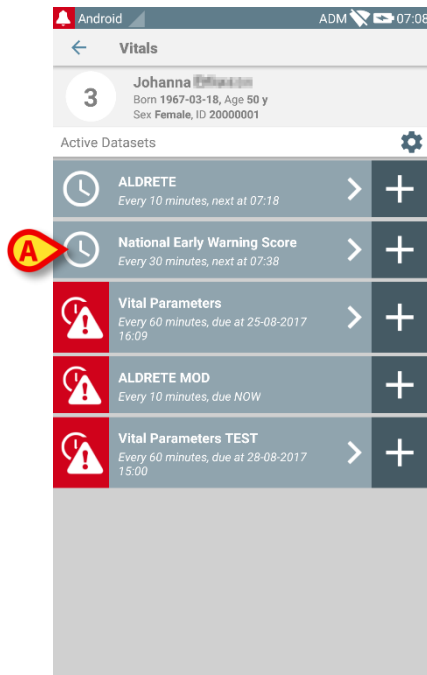 Android ADM 07:08
Vitals
3
Johanna
Born 1967-03-18, Age 50 y
Sex Female, ID 20000001
Active Datasets
ALDRETE
Every 10 minutes, next at 07:18
A
National Early Warning Score
Every 30 minutes, next at 07:38
Vital Parameters
Every 60 minutes, due at 25-08-2017
16:09
ALDRETE MOD
Every 10 minutes, due NOW
Vital Parameters TEST
Every 60 minutes, due at 28-08-2017
15:00